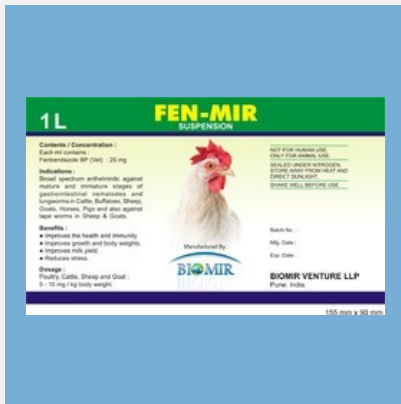 1L
FEN-MIR
SUSPENSION
Contents / Concentration :
Each ml contains :
Fenbendazole BP (Vet) : 25 mg
Indications :
Broad spectrum anthelmintic against
mature and immature stages of
gastrointestinal nematodes and
lungworms in Cattle, Buffaloes, Sheep,
Goats, Horses, Pigs and also against
tape worms in Sheep & Goats.
Benefits :
● Improves the health and immunity.
● Improves growth and body weights.
● Improves milk yield.
● Reduces stress.
Dosage :
Poultry, Cattle, Sheep and Goat :
5 - 10 mg / kg body weight.
Manufactured By
BIOMIR
NOT FOR HUMAN USE.
ONLY FOR ANIMAL USE.
SEALED UNDER NITROGEN.
STORE AWAY FROM HEAT AND
DIRECT SUNLIGHT.
SHAKE WELL BEFORE USE.
Batch No. :
Mfg. Date :
Exp. Date :
BIOMIR VENTURE LLP
Pune. India.
155 mm x 90 mm